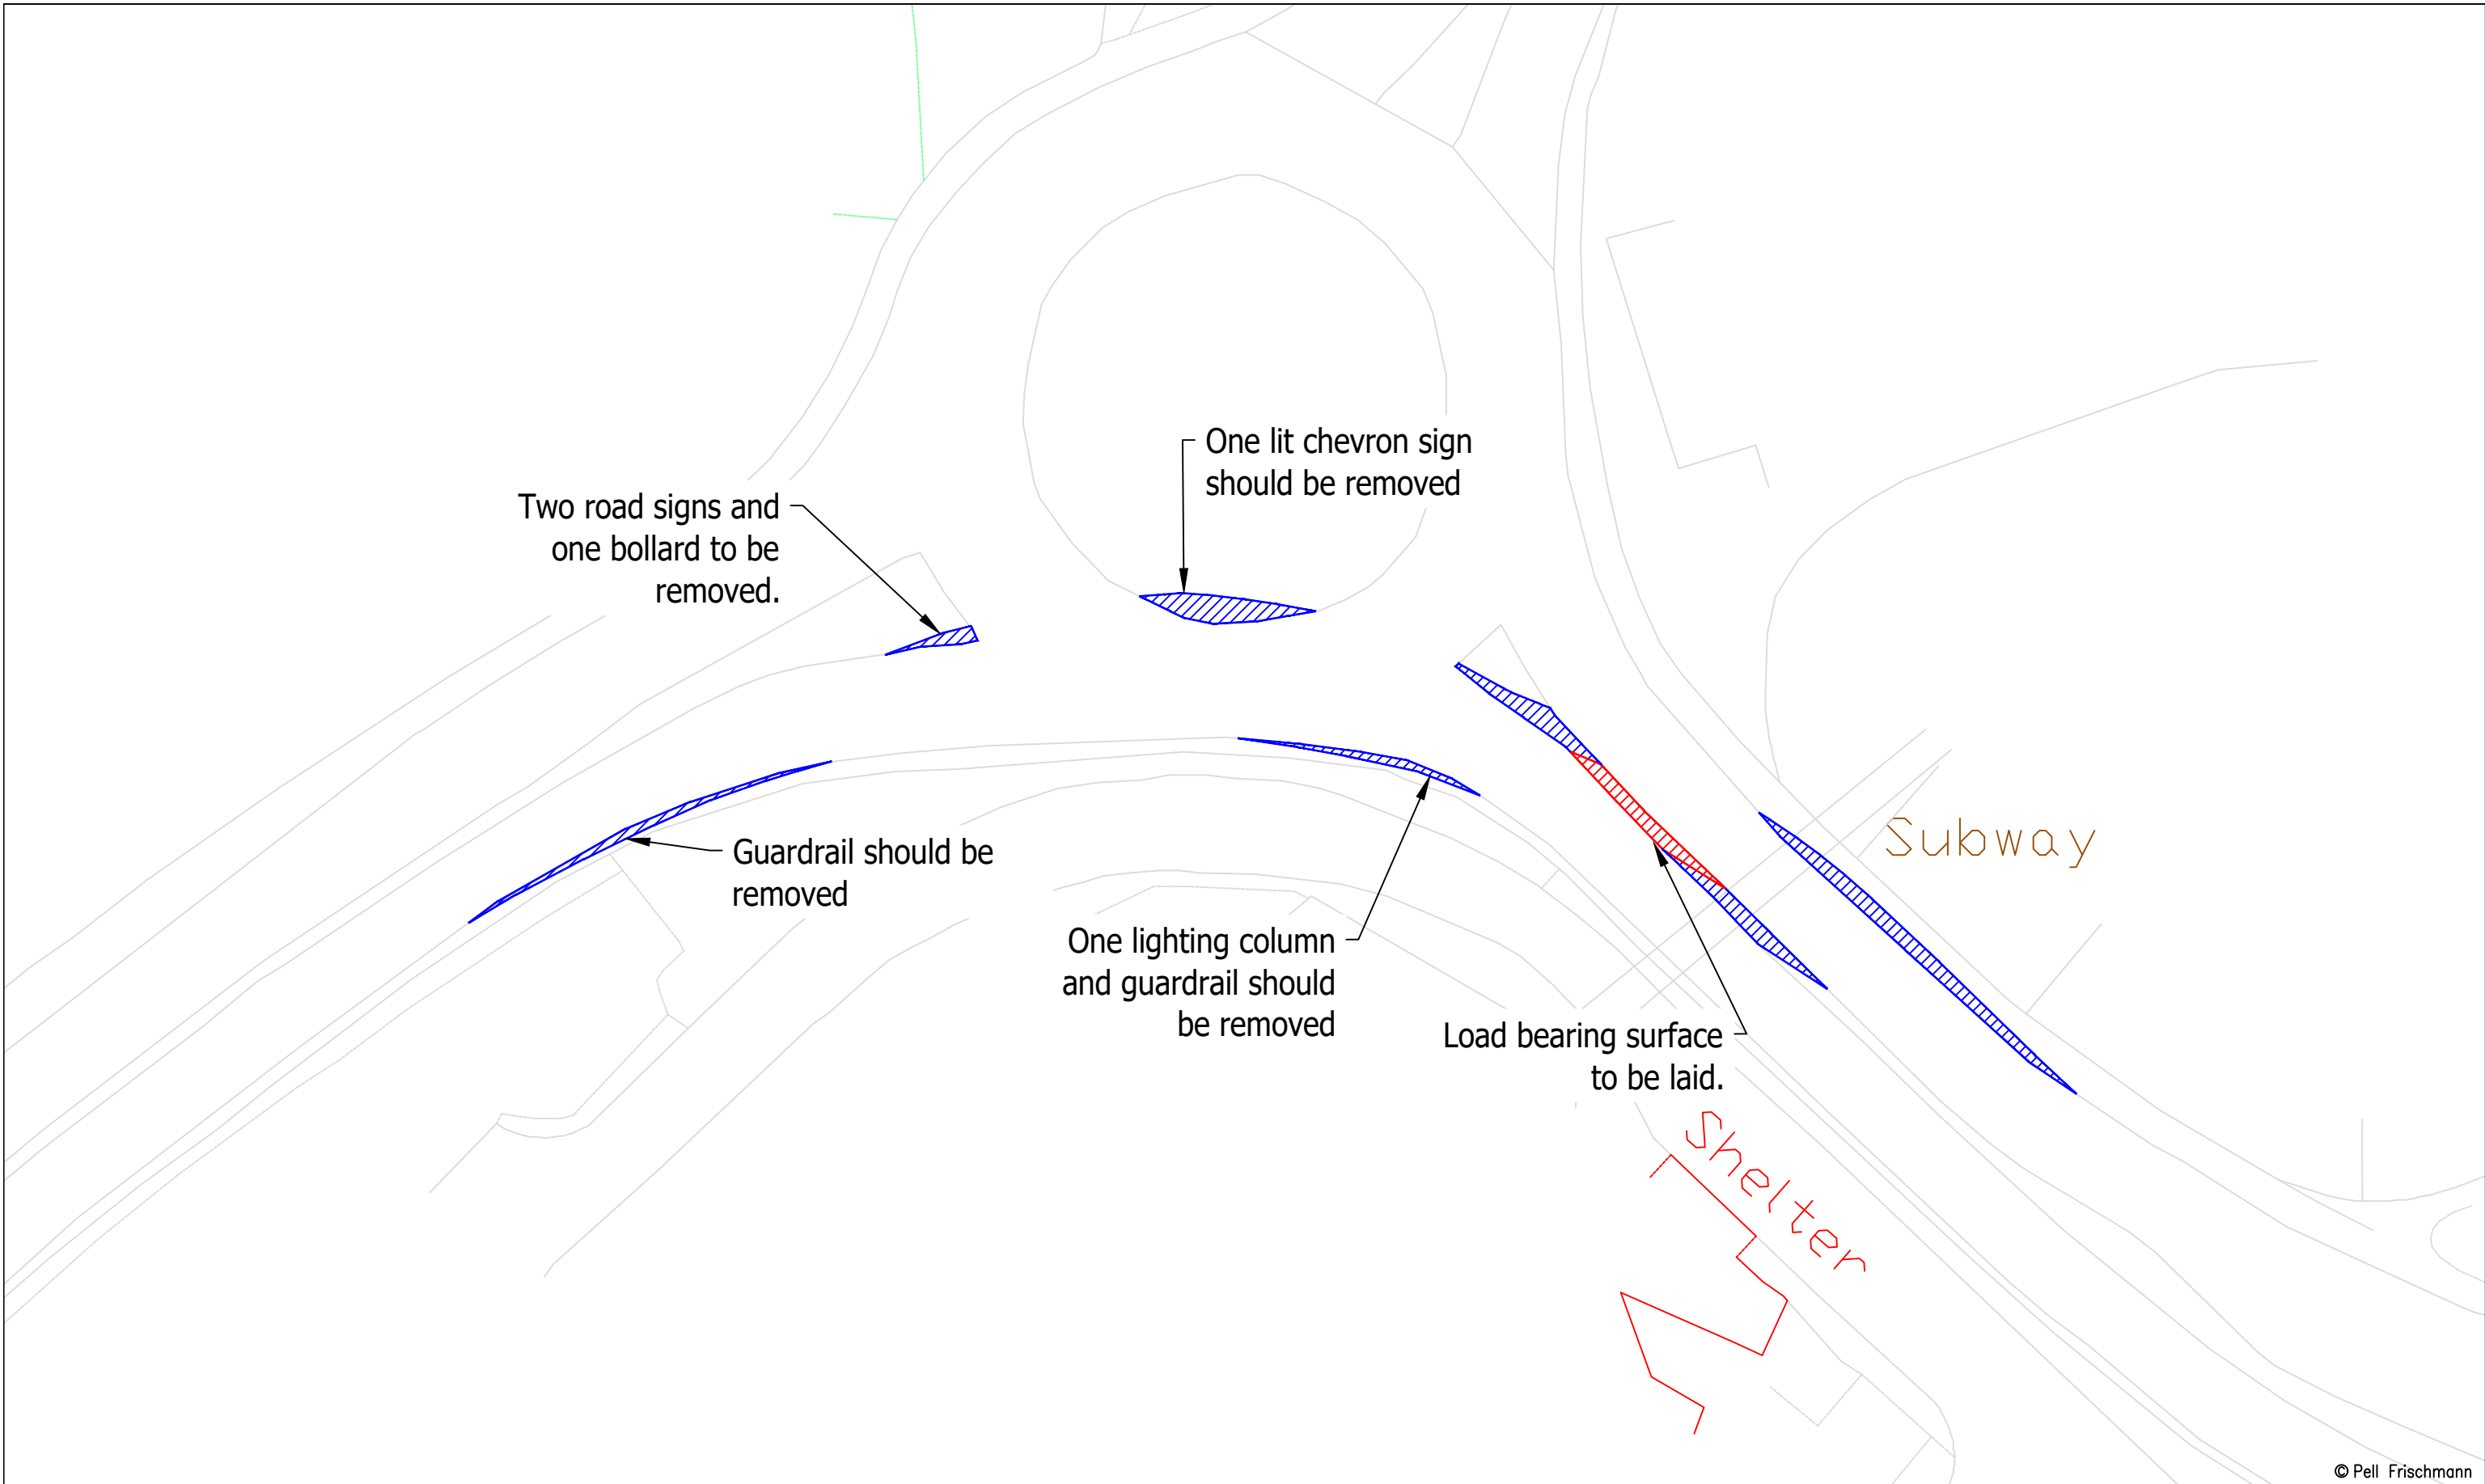 One lit chevron sign
should be removed
Two road signs and
one bollard to be
removed.
Guardrail should be
removed
Subway
One lighting column
and guardrail should
be removed
Load bearing surface
to be laid.
Shelter
© Pell Frischmann